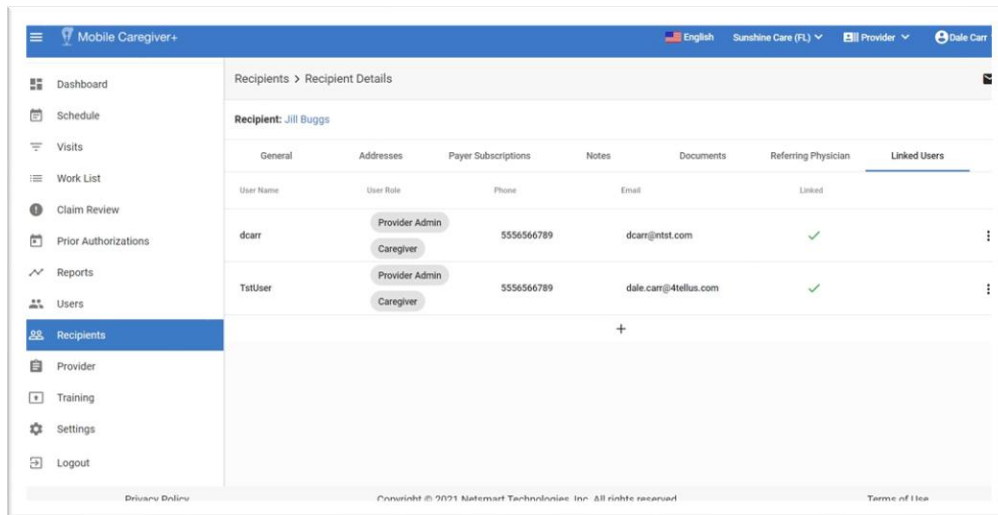 Mobile Caregiver+
English Sunshine Care (FL) Provider Dale Carr
Dashboard
Schedule
Visits
Work List
Claim Review
Prior Authorizations
Reports
Users
Recipients
Provider
Training
Settings
Logout
Recipients > Recipient Details
Recipient: Jill Buggs
General Addresses Payer Subscriptions Notes Documents Referring Physician Linked Users
User Name User Role Phone Email Linked
Provider Admin
dcarr 5556566789 dcarr@ntst.com
Caregiver
Provider Admin
TstUser 5556566789 dale.carr@4tellus.com
Caregiver
+
Privacy Policy Copyright © 2021 Netsmart Technologies, Inc. All rights reserved Terms of Use